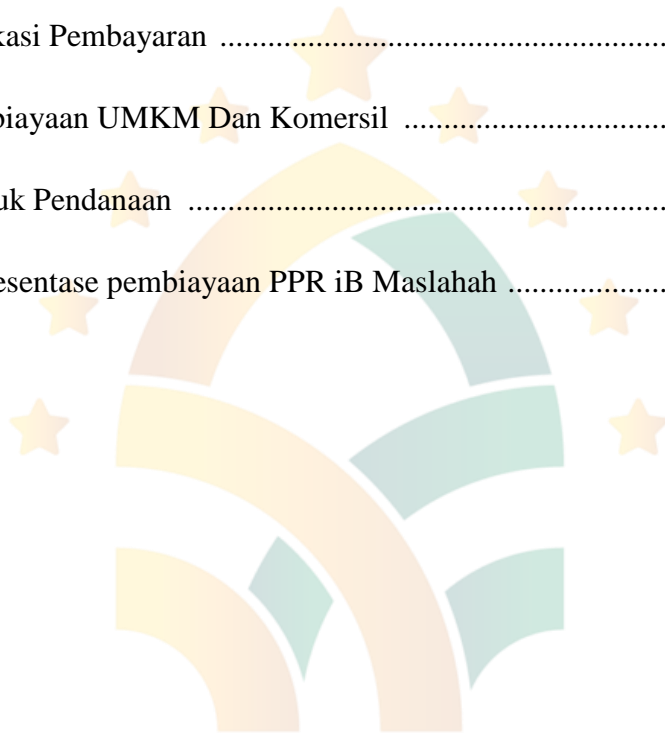 kasi Pembayaran ......................................................
biayaan UMKM Dan Komersil ................................
uk Pendanaan ..........................................................
esentase pembiayaan PPR iB Maslahah ...................